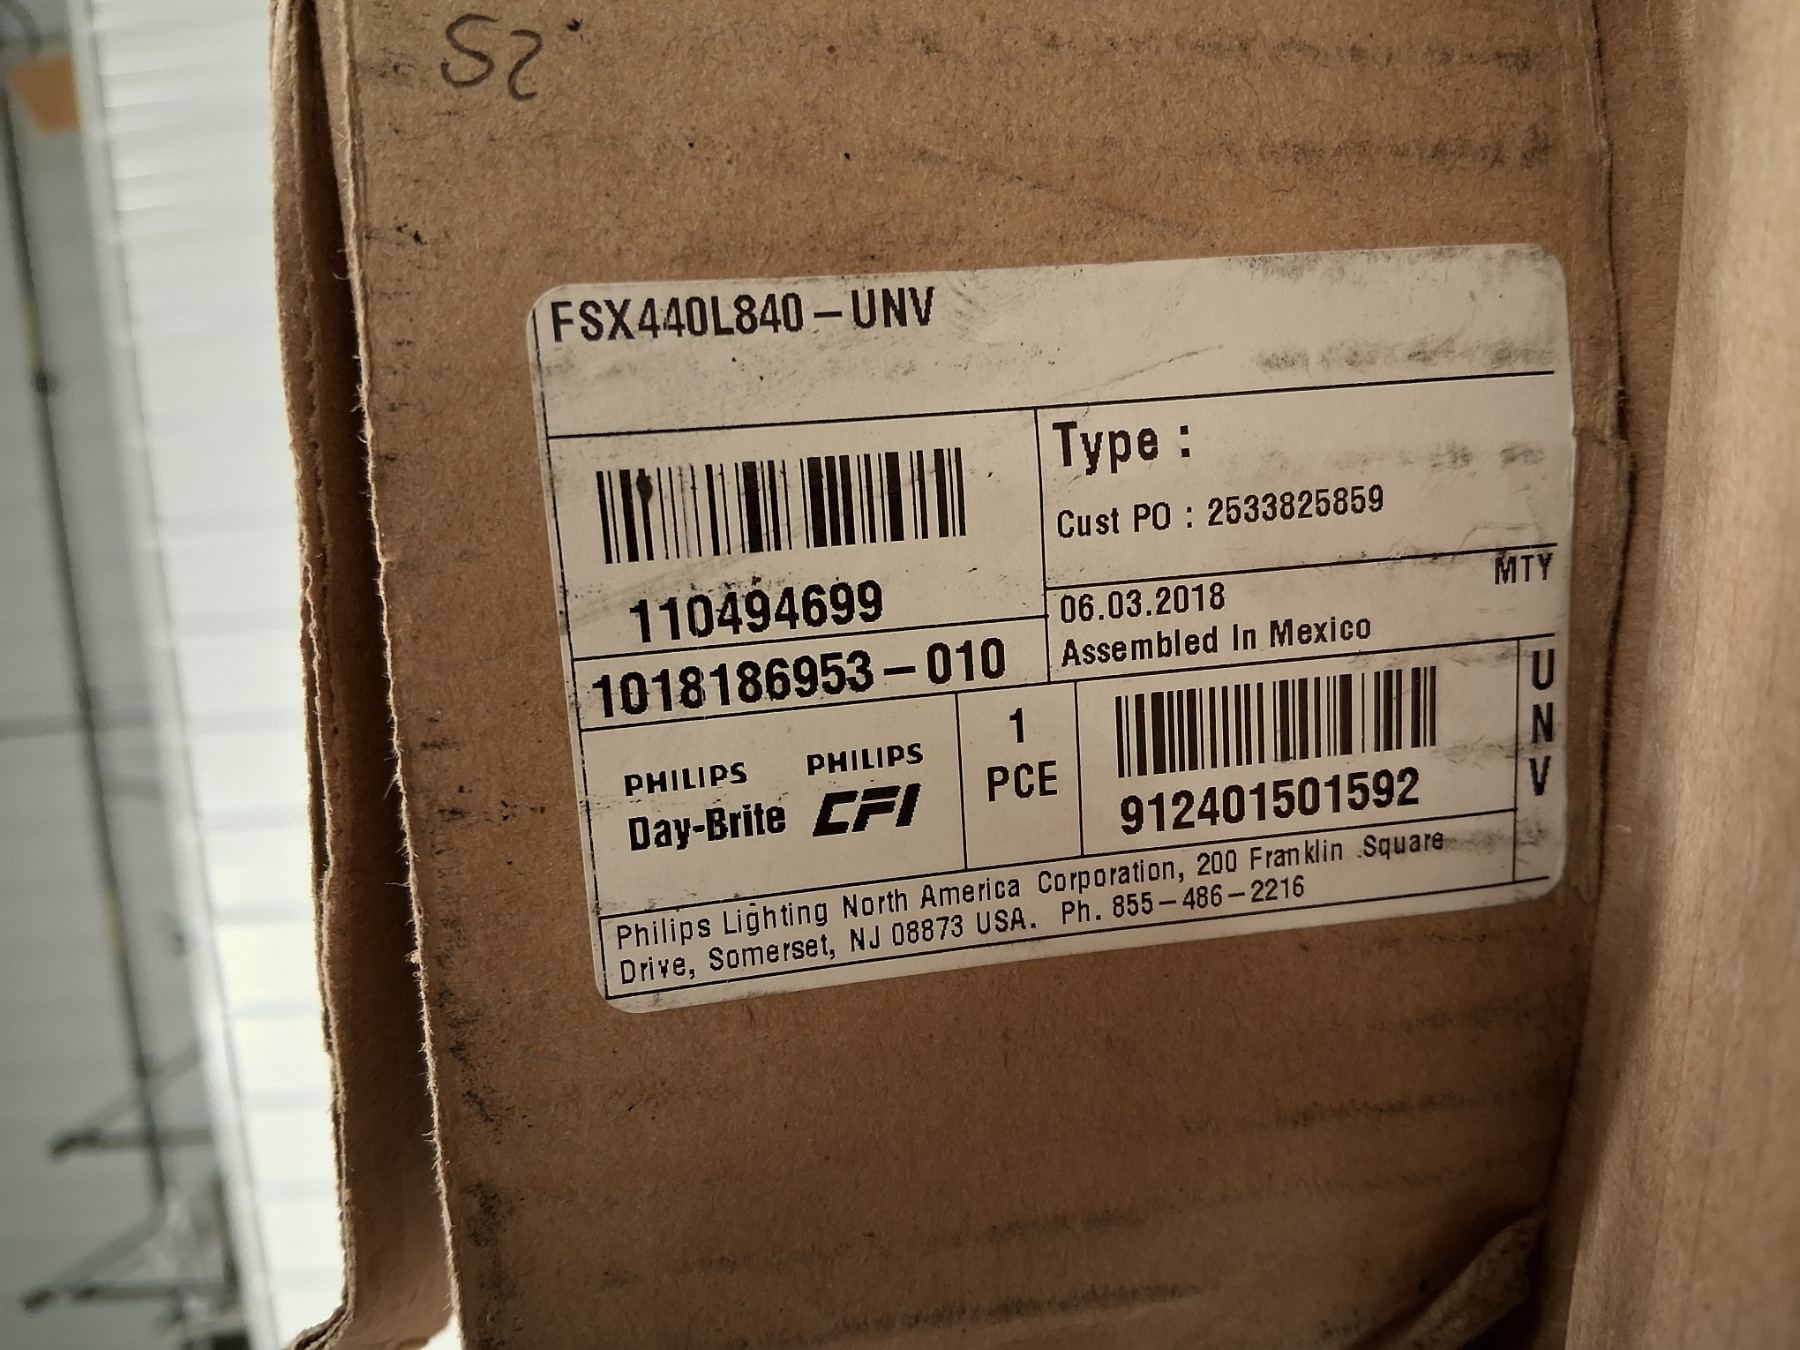 FSX440L840-UNV
Type :
Cust PO : 2533825859
110494699
MTY
06.03.2018
Assembled In Mexico
1018186953-010
PHILIPS
Day-Brite
PHILIPS
CFI
1
PCE
912401501592
UNV
Philips Lighting North America Corporation, 200 Franklin Square
Drive, Somerset, NJ 08873 USA. Ph. 855-486-2216